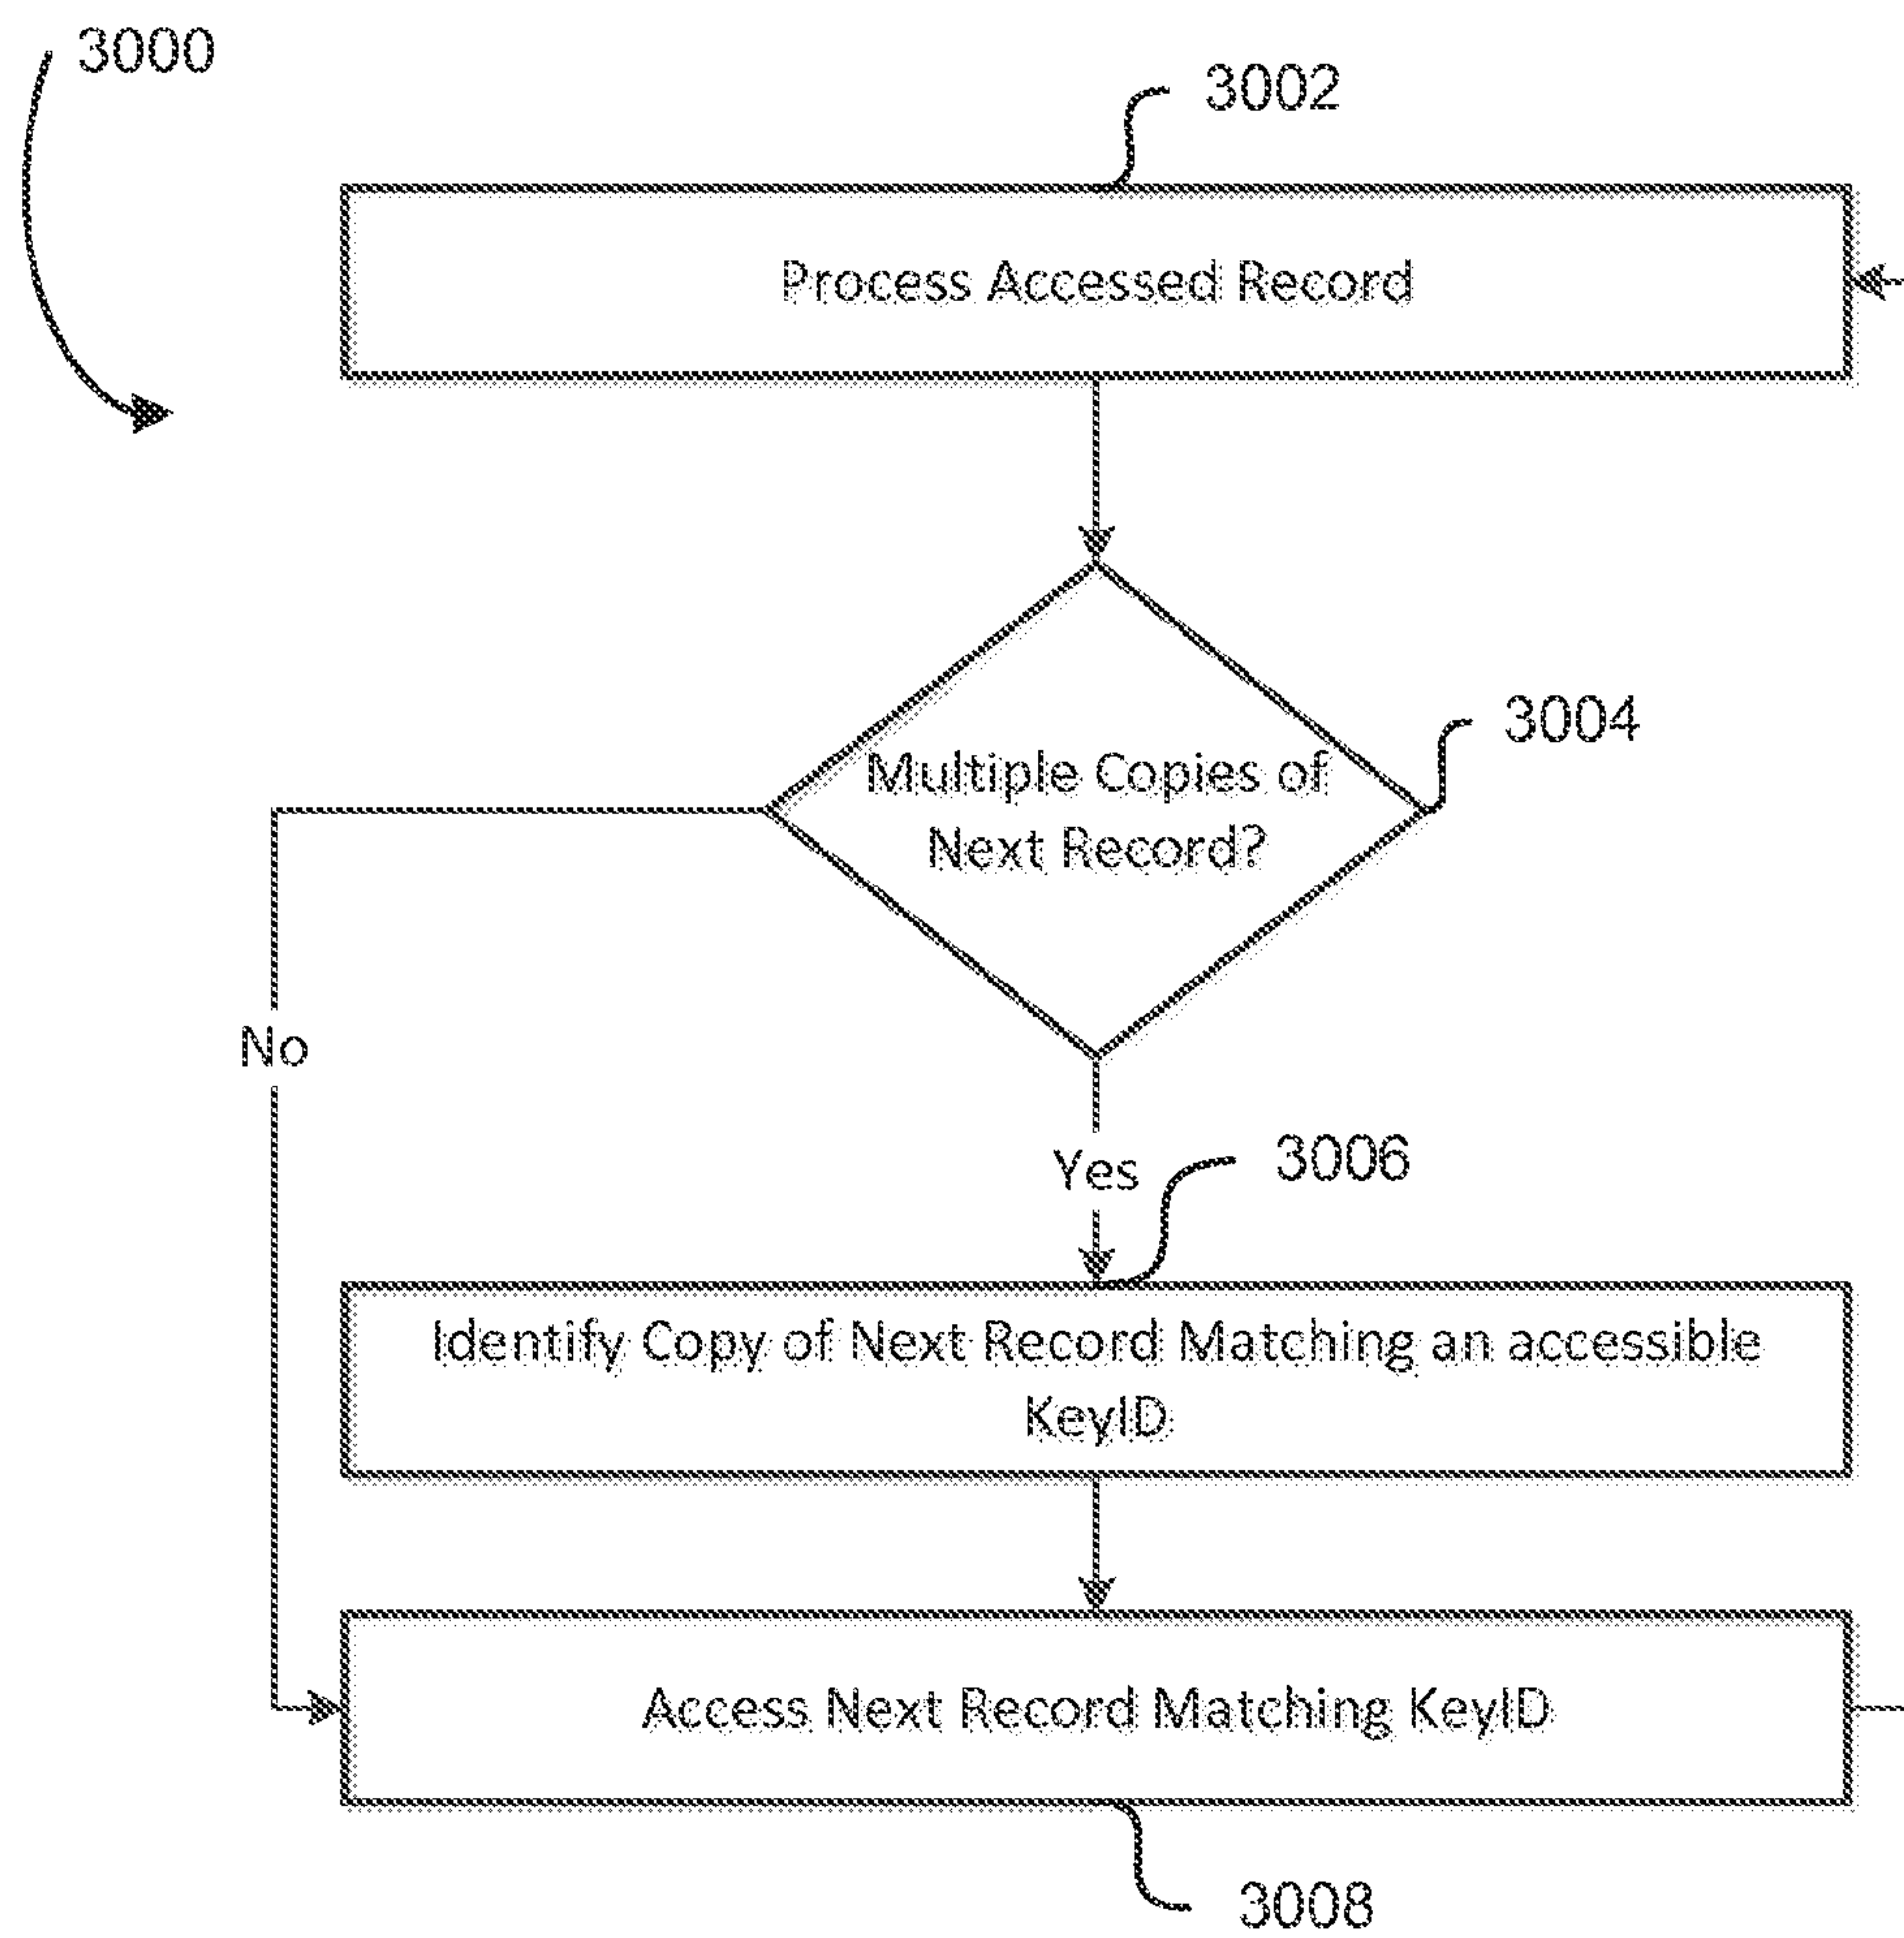 3000
3002
Process Accessed Record
3004
Multiple Copies of
Next Record?
No
Yes
3006
Identify Copy of Next Record Matching an accessible
KeyID
Access Next Record Matching KeyID
3008